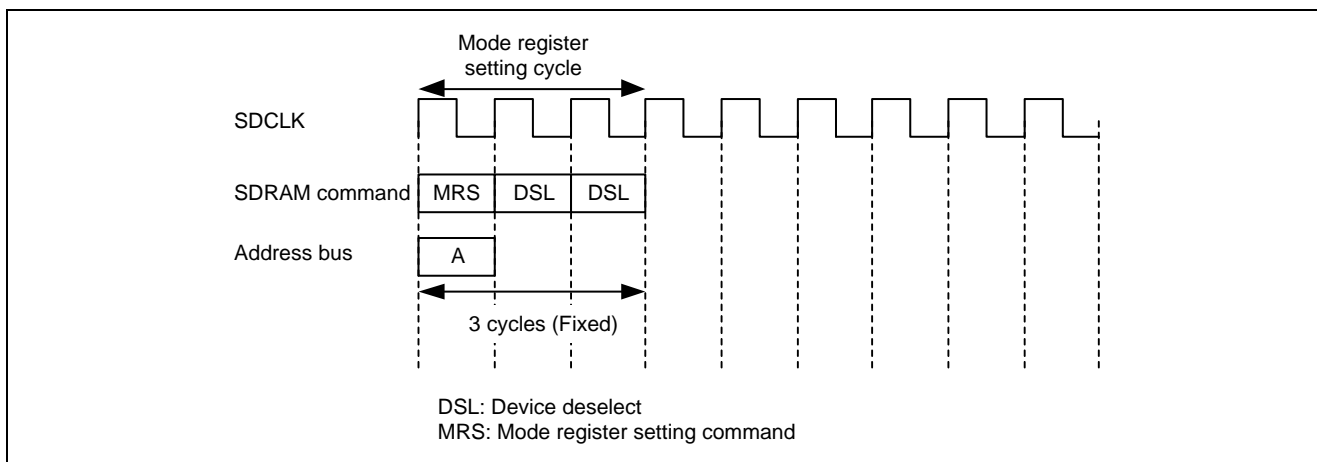 Mode register
setting cycle
SDCLK
SDRAM command MRS DSL DSL
Address bus A
3 cycles (Fixed)
DSL: Device deselect
MRS: Mode register setting command